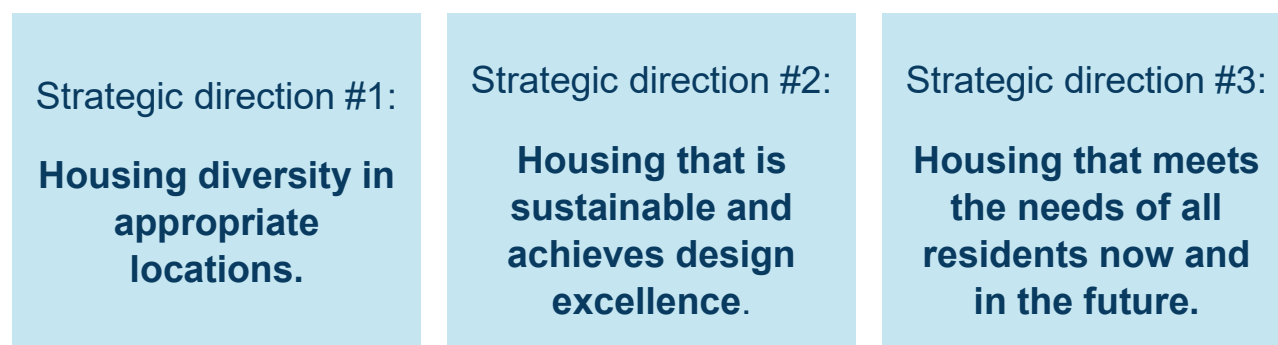 Strategic direction #1:
Housing diversity in
appropriate
locations.
Strategic direction #2:
Housing that is
sustainable and
achieves design
excellence.
Strategic direction #3:
Housing that meets
the needs of all
residents now and
in the future.